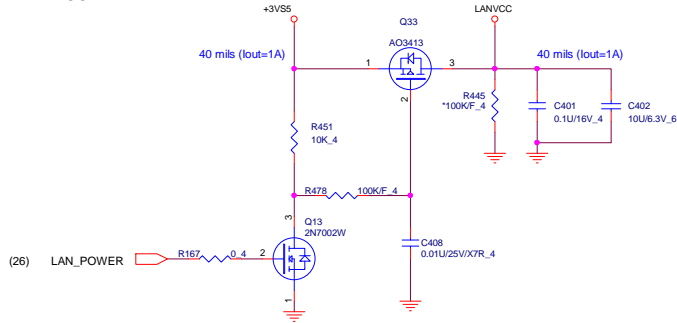 +3VS5
Q33
LANVCC
AO3413
40 mils (Iout=1A)
40 mils (Iout=1A)
1
3
2
R445
*100K/F_4
C401
0.1U/16V_4
C402
10U/6.3V_6
R451
10K_4
R478
100K/F_4
3
Q13
2N7002W
C408
0.01U/25V/X7R_4
(26)
LAN_POWER
R167
0_4
2
1